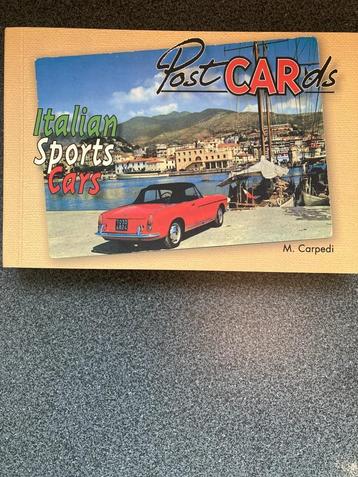 PostCARds
Italian
Sports
Cars
M. Carpedi